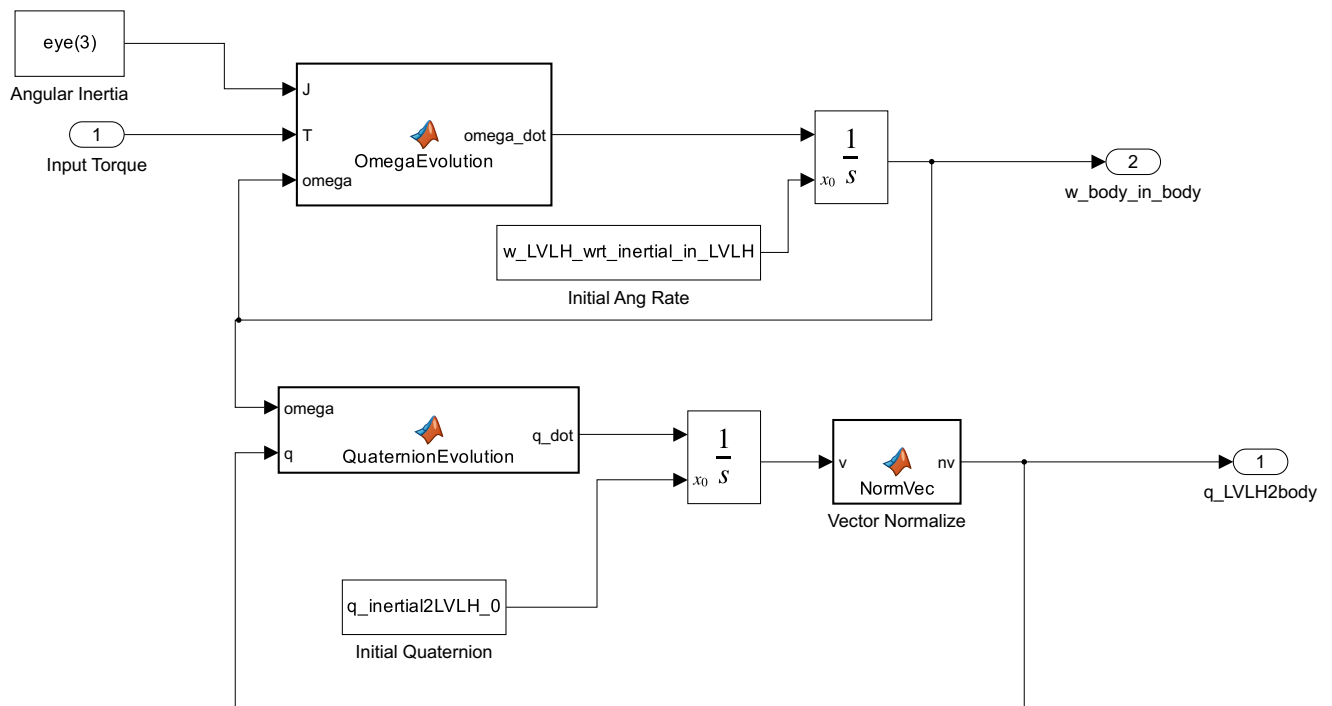 eye(3)
Angular Inertia
1
Input Torque
J
T
omega
omega_dot
OmegaEvolution
1
s
x0
2
w_body_in_body
w_LVLH_wrt_inertial_in_LVLH
Initial Ang Rate
omega
q
q_dot
QuaternionEvolution
1
s
x0
v
nv
NormVec
Vector Normalize
1
q_LVLH2body
q_inertial2LVLH_0
Initial Quaternion